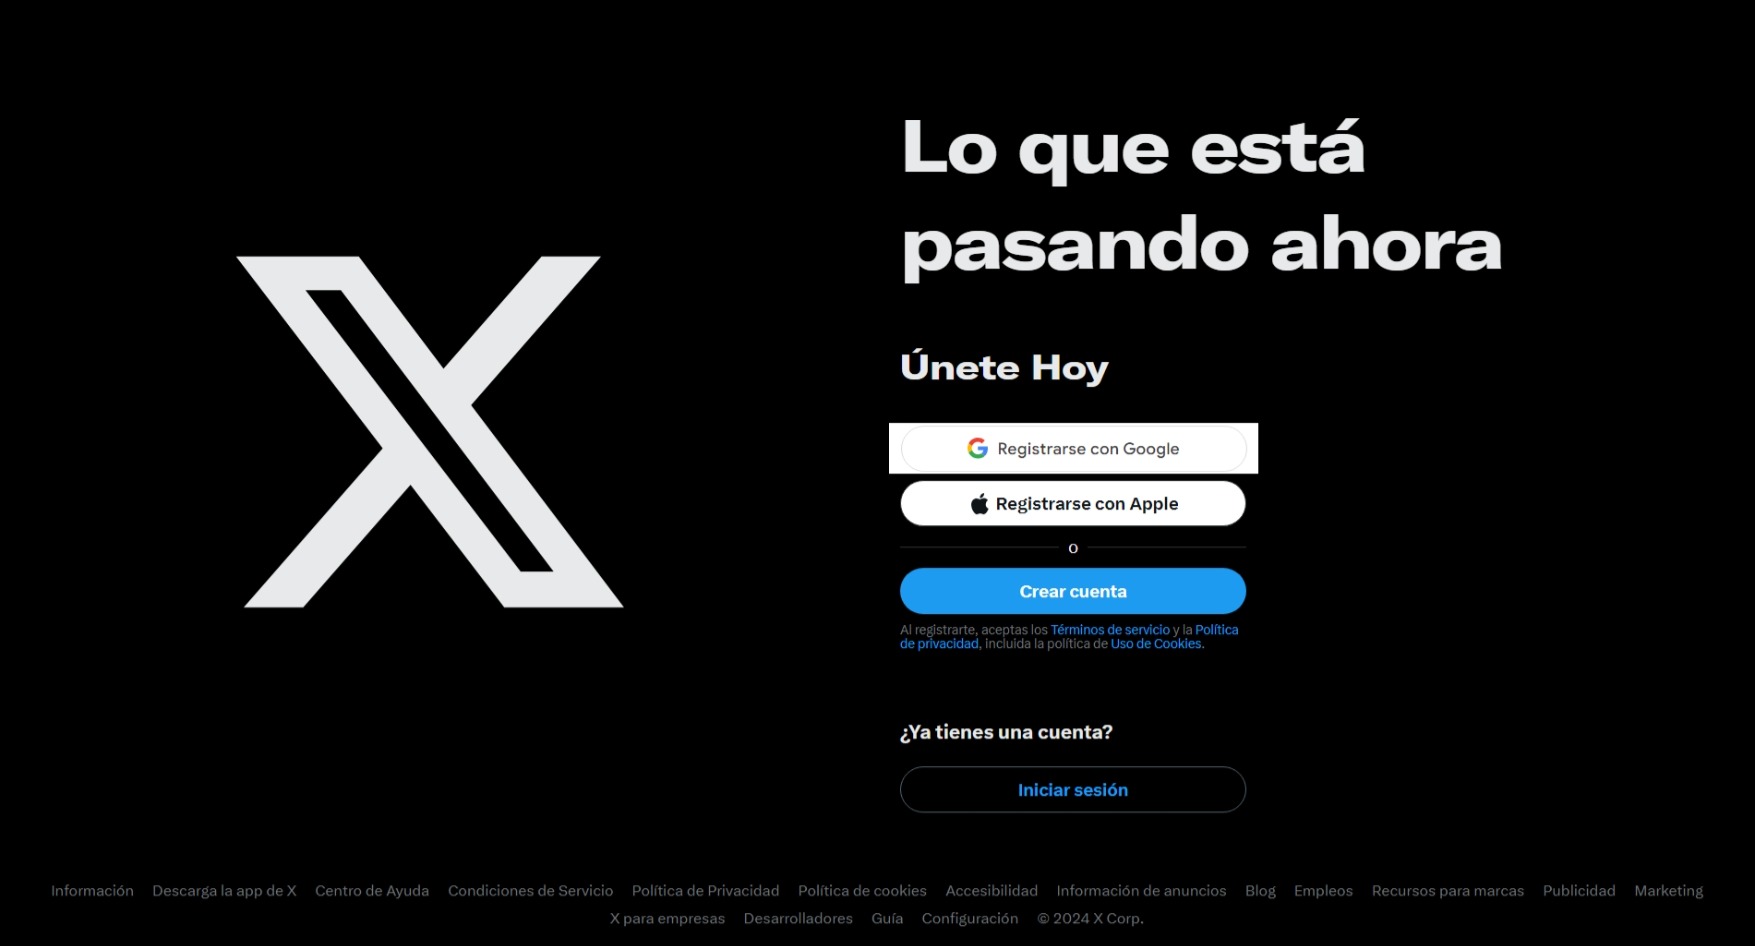 Lo que está
pasando ahora
Únete Hoy
Registrarse con Google
Registrarse con Apple
o
Crear cuenta
Al registrarte, aceptas los Términos de servicio y la Política
de privacidad, incluida la política de Uso de Cookies.
¿Ya tienes una cuenta?
Iniciar sesión
Información Descarga la app de X Centro de Ayuda Condiciones de Servicio Política de Privacidad Política de cookies Accesibilidad Información de anuncios Blog Empleos Recursos para marcas Publicidad Marketing
X para empresas Desarrolladores Guía Configuración © 2024 X Corp.